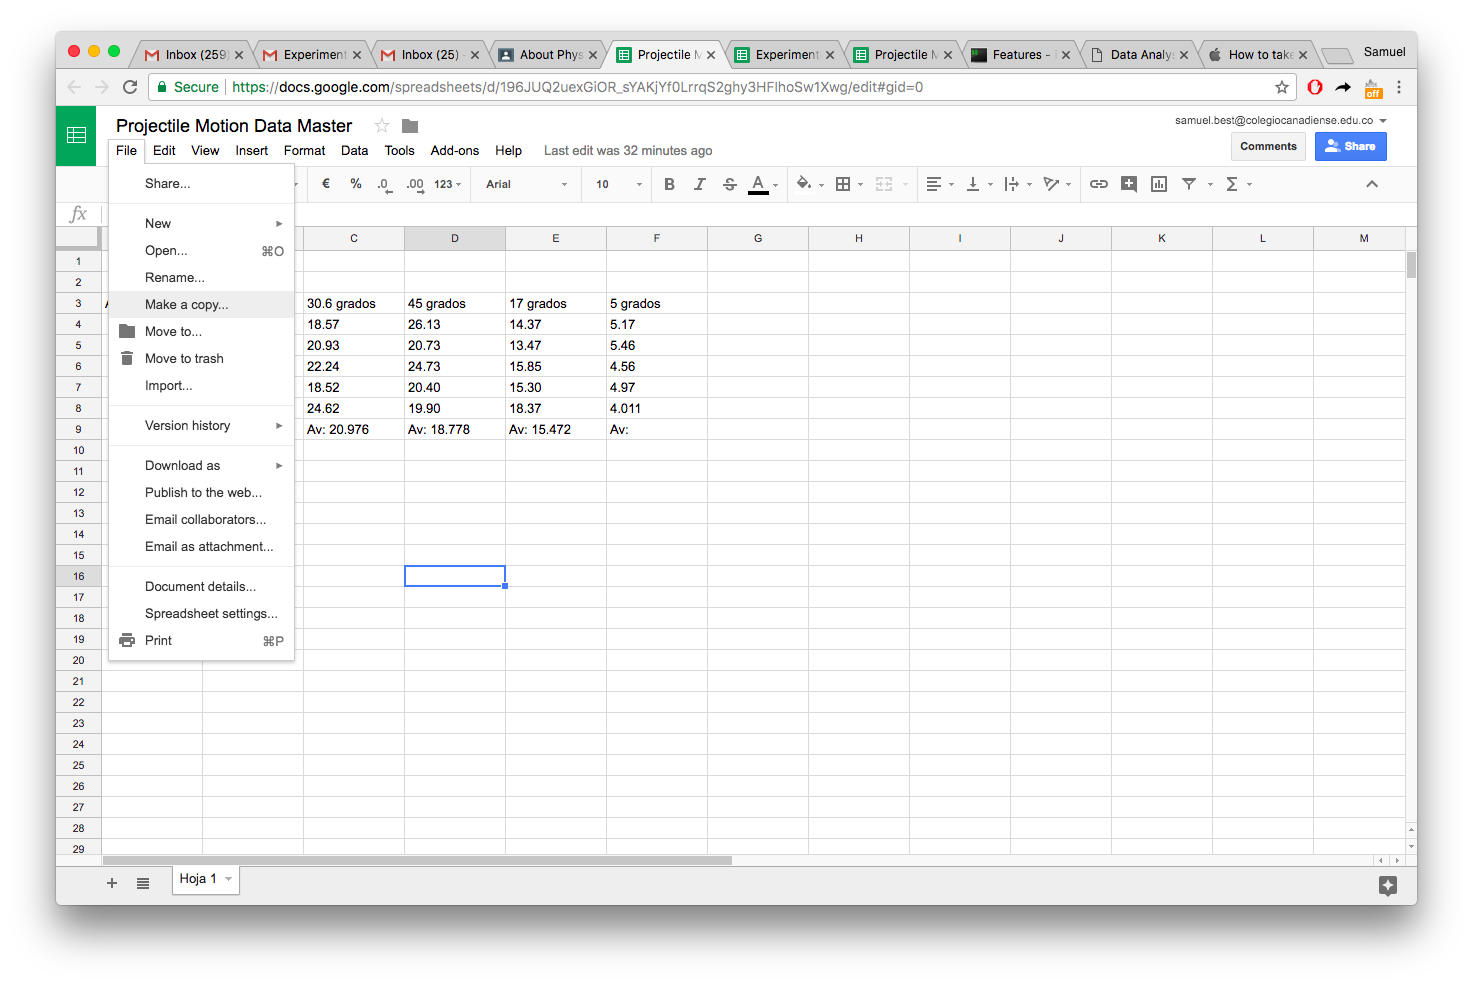 Inbox (259) Experiment Inbox (25) - About Phys Projectile M Experiment Projectile M Features - Data Analy How to take Samuel
Secure https://docs.google.com/spreadsheets/d/196JUQ2uexGiOR_sYAKjYf0LrrqS2ghy3HFlhoSw1Xwg/edit#gid=0 off
Projectile Motion Data Master samuel.best@colegiocanadiense.edu.co
File Edit View Insert Format Data Tools Add-ons Help Last edit was 32 minutes ago Comments Share
€ % .0 .00 123 Arial 10 B I S A Σ
fx
C D E F G H I J K L M
1
2
3 30.6 grados 45 grados 17 grados 5 grados
4 18.57 26.13 14.37 5.17
5 20.93 20.73 13.47 5.46
6 22.24 24.73 15.85 4.56
7 18.52 20.40 15.30 4.97
8 24.62 19.90 18.37 4.011
9 Av: 20.976 Av: 18.778 Av: 15.472 Av:
10
11
12
13
14
15
16
17
18
19
20
21
22
23
24
25
26
27
28
29
Share...
New
Open... ⌘O
Rename...
Make a copy...
Move to...
Move to trash
Import...
Version history
Download as
Publish to the web...
Email collaborators...
Email as attachment...
Document details...
Spreadsheet settings...
Print ⌘P
Hoja 1